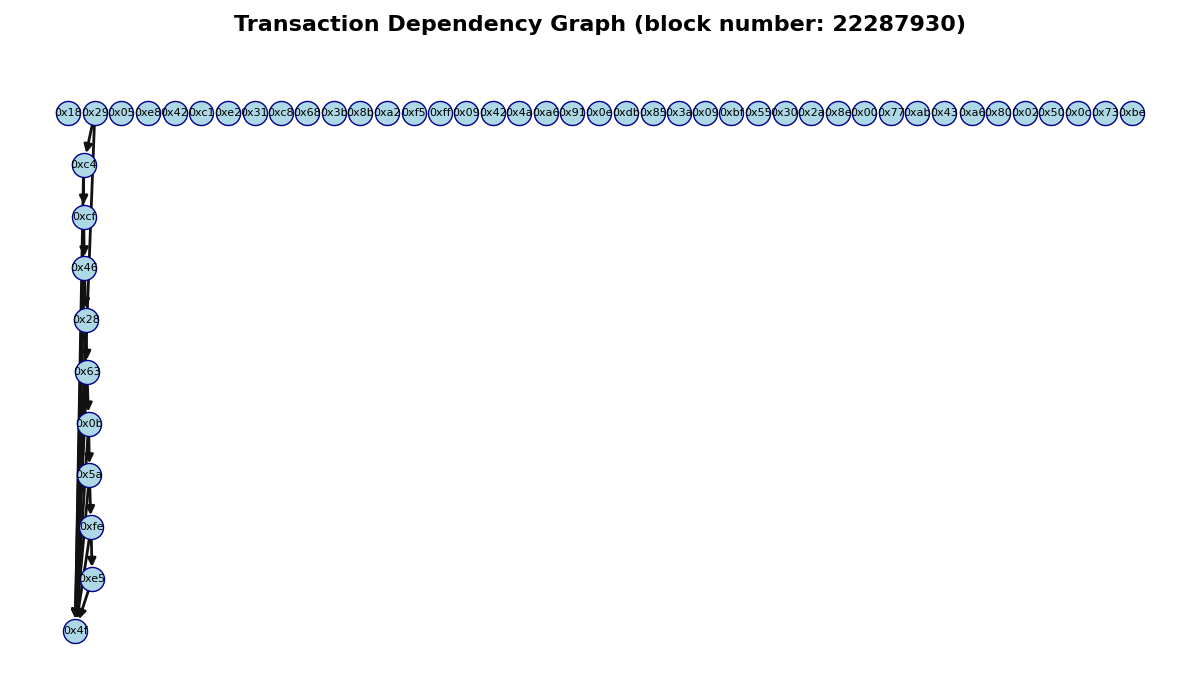 Transaction Dependency Graph (block number: 22287930)
0x18 0x29 0x05 0xe8 0x42 0xc1 0xe2 0x31 0xc8 0x68 0x3b 0x8b 0xa2 0xf5 0xff 0x09 0x42 0x4a 0xa6 0x91 0x0e 0xdb 0x85 0x3a 0x09 0xbf 0x55 0x30 0x2a 0x8e 0x00 0x77 0xab 0x43 0xa6 0x80 0x02 0x50 0x0c 0x73 0xbe
0xc4
0xcf
0x46
0x28
0x63
0x0b
0x5a
0xfe
0xe5
0x4f